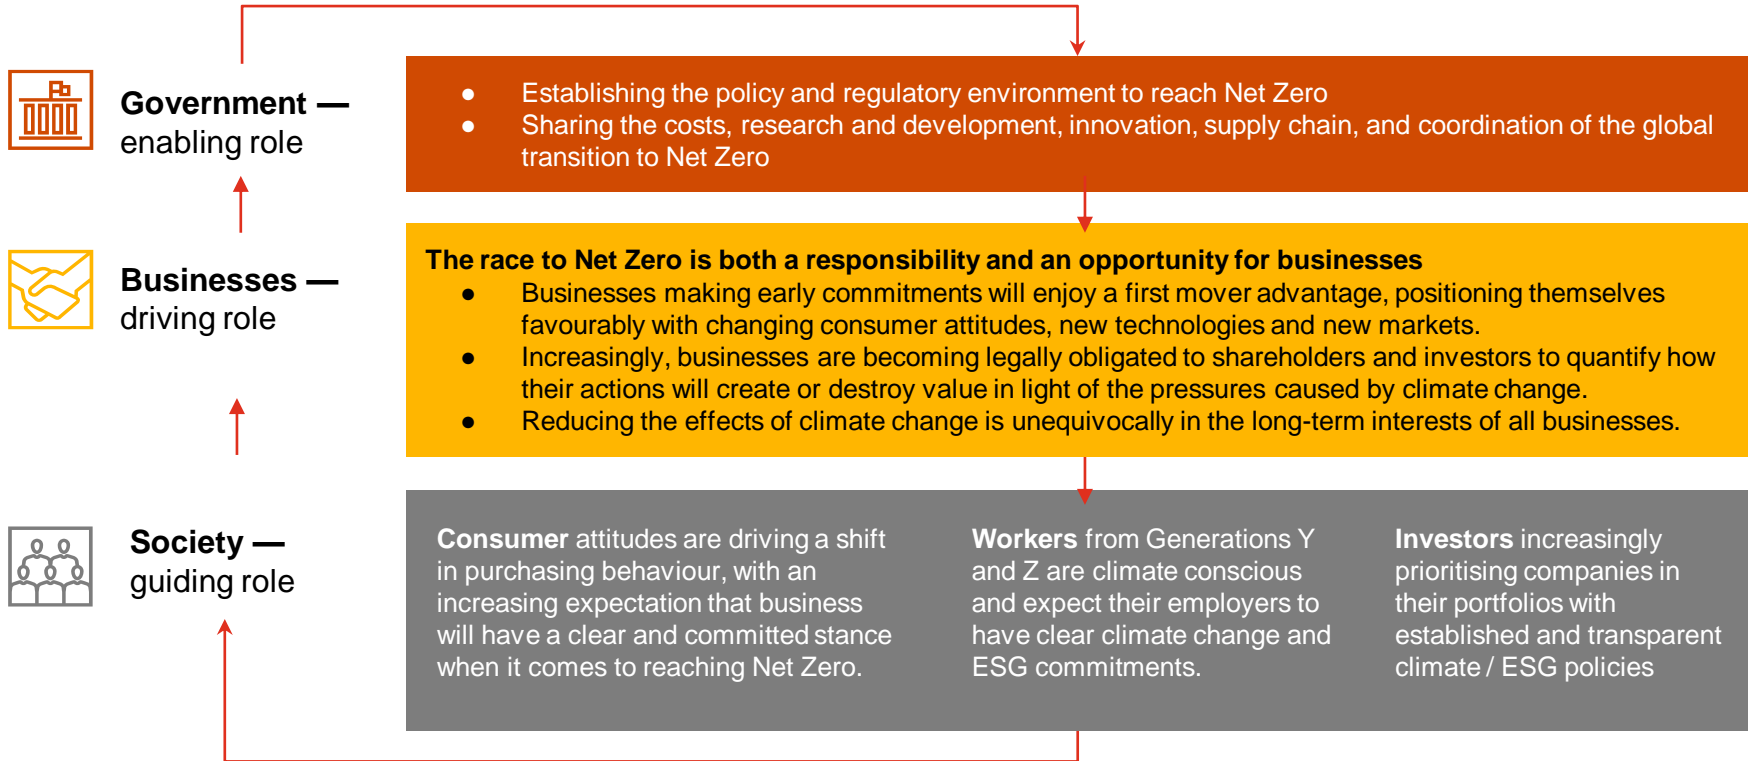 Government —
enabling role
● Establishing the policy and regulatory environment to reach Net Zero
● Sharing the costs, research and development, innovation, supply chain, and coordination of the global
transition to Net Zero
Businesses —
driving role
The race to Net Zero is both a responsibility and an opportunity for businesses
● Businesses making early commitments will enjoy a first mover advantage, positioning themselves
favourably with changing consumer attitudes, new technologies and new markets.
● Increasingly, businesses are becoming legally obligated to shareholders and investors to quantify how
their actions will create or destroy value in light of the pressures caused by climate change.
● Reducing the effects of climate change is unequivocally in the long-term interests of all businesses.
Society —
guiding role
Consumer attitudes are driving a shift
in purchasing behaviour, with an
increasing expectation that business
will have a clear and committed stance
when it comes to reaching Net Zero.
Workers from Generations Y
and Z are climate conscious
and expect their employers to
have clear climate change and
ESG commitments.
Investors increasingly
prioritising companies in
their portfolios with
established and transparent
climate / ESG policies